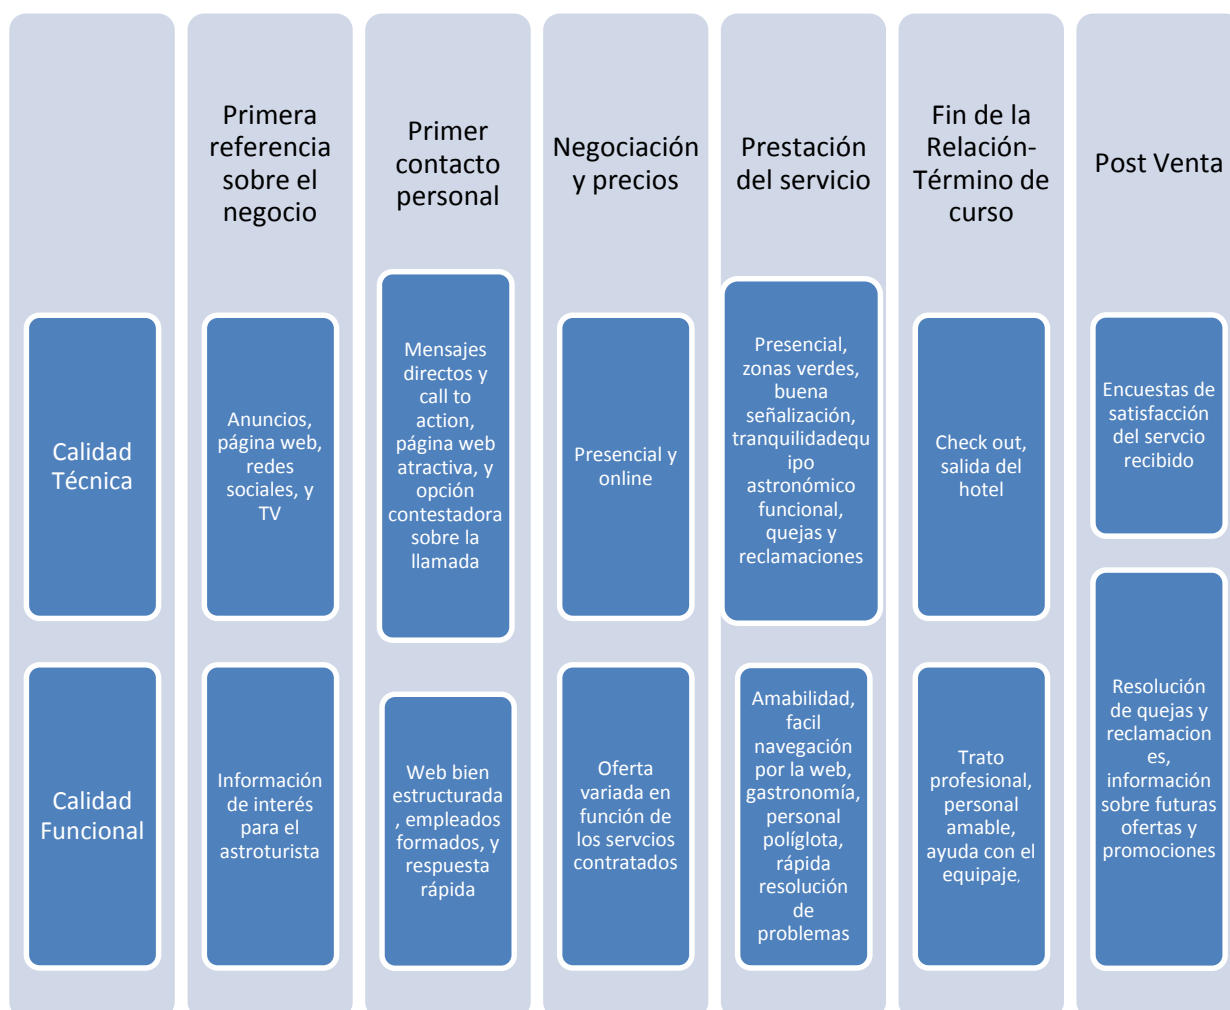 Primera
referencia
sobre el
negocio
Primer
contacto
personal
Negociación
y precios
Prestación
del servicio
Fin de la
Relación-
Término de
curso
Post Venta
Calidad
Técnica
Anuncios,
página web,
redes
sociales, y
TV
Mensajes
directos y
call to
action,
página web
atractiva, y
opción
contestadora
sobre la
llamada
Presencial y
online
Presencial,
zonas verdes,
buena
señalización,
tranquilidadequ
ipo
astronómico
funcional,
quejas y
reclamaciones
Check out,
salida del
hotel
Encuestas de
satisfacción
del servcio
recibido
Calidad
Funcional
Información
de interés
para el
astroturista
Web bien
estructurada
, empleados
formados, y
respuesta
rápida
Oferta
variada en
función de
los servcios
contratados
Amabilidad,
facil
navegación
por la web,
gastronomía,
personal
políglota,
rápida
resolución
de
problemas
Trato
profesional,
personal
amable,
ayuda con el
equipaje,
Resolución
de quejas y
reclamacion
es,
información
sobre futuras
ofertas y
promociones